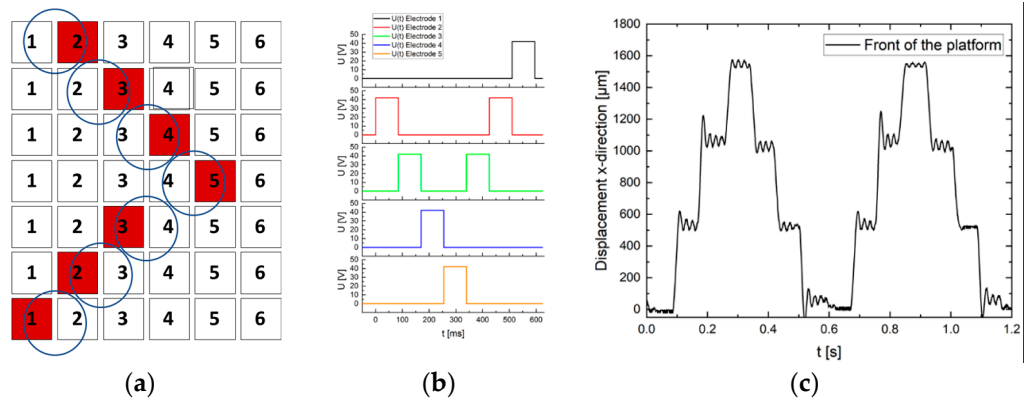 1 2 3 4 5 6
1 2 3 4 5 6
1 2 3 4 5 6
1 2 3 4 5 6
1 2 3 4 5 6
1 2 3 4 5 6
1 2 3 4 5 6
(a)
U(t) Electrode 1
U(t) Electrode 2
U(t) Electrode 3
U(t) Electrode 4
U(t) Electrode 5
U [V]
50
40
30
20
10
0
U [V]
50
40
30
20
10
0
U [V]
50
40
30
20
10
0
U [V]
50
40
30
20
10
0
U [V]
50
40
30
20
10
0
0 100 200 300 400 500 600
t [ms]
(b)
Front of the platform
Displacement x-direction [µm]
1800
1600
1400
1200
1000
800
600
400
200
0
0.0 0.2 0.4 0.6 0.8 1.0 1.2
t [s]
(c)